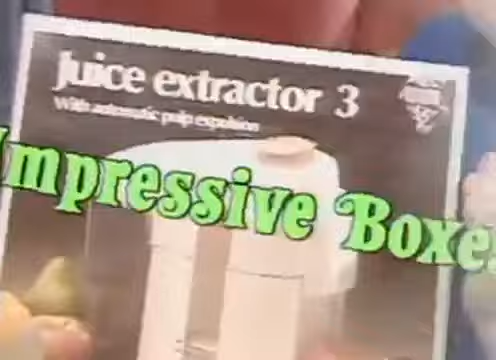 Juice extractor 3
With automatic pulp expulsion
Impressive Boxes